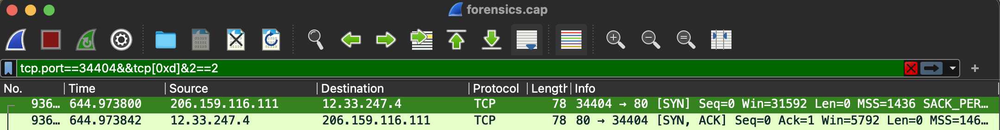 forensics.cap
tcp.port==34404&&tcp[0xd]&2==2
No. Time Source Destination Protocol Length Info
936… 644.973800 206.159.116.111 12.33.247.4 TCP 78 34404 → 80 [SYN] Seq=0 Win=31592 Len=0 MSS=1436 SACK_PER…
936… 644.973842 12.33.247.4 206.159.116.111 TCP 78 80 → 34404 [SYN, ACK] Seq=0 Ack=1 Win=5792 Len=0 MSS=146…